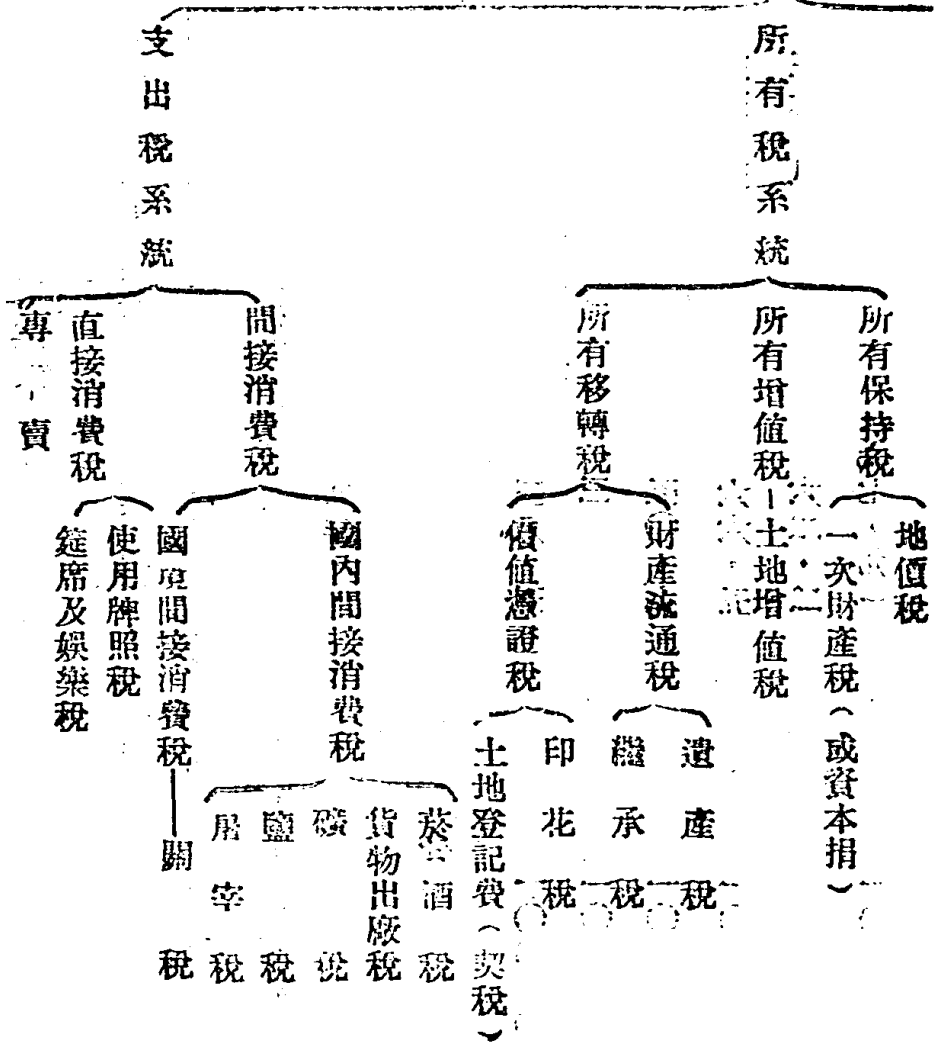 所有稅系統
所有保持稅
地價稅
一次財產稅（或資本捐）
所有增值稅
土地增值稅
所有移轉稅
財產流通稅
遺產稅
繼承稅
價值憑證稅
印花稅
土地登記費（契稅）
支出稅系統
間接消費稅
國內間接消費稅
菸酒稅
貨物出廠稅
礦稅
鹽稅
屠宰稅
國境間接消費稅
關稅
直接消費稅
使用牌照稅
筵席及娛樂稅
專賣